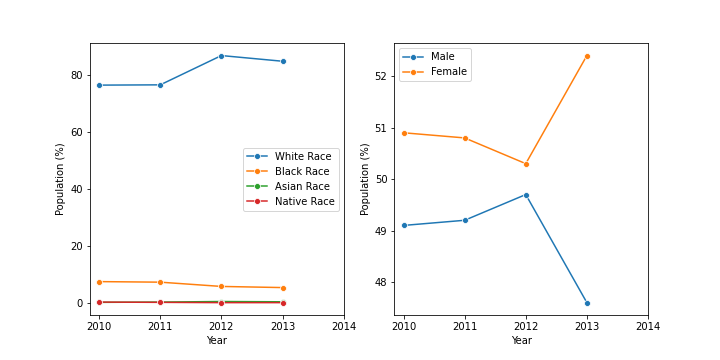 80
60
40
20
0
Population (%)
2010 2011 2012 2013 2014
Year
White Race
Black Race
Asian Race
Native Race
52
51
50
49
48
Population (%)
2010 2011 2012 2013 2014
Year
Male
Female